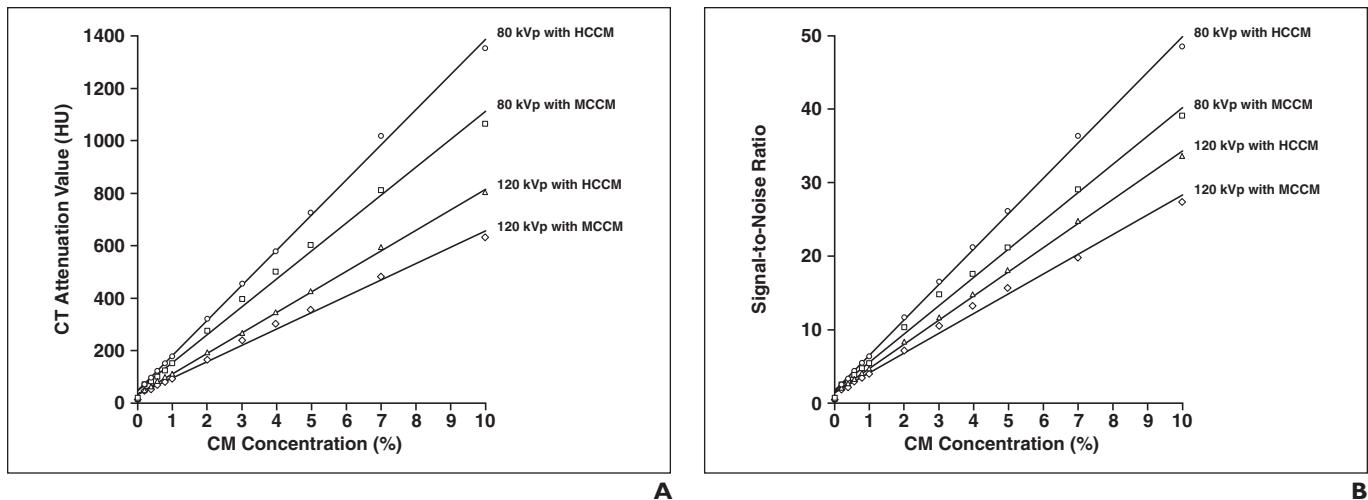 1400
1200
1000
800
600
400
200
0
CT Attenuation Value (HU)
0 1 2 3 4 5 6 7 8 9 10
CM Concentration (%)
80 kVp with HCCM
80 kVp with MCCM
120 kVp with HCCM
120 kVp with MCCM
A
50
40
30
20
10
0
Signal-to-Noise Ratio
0 1 2 3 4 5 6 7 8 9 10
CM Concentration (%)
80 kVp with HCCM
80 kVp with MCCM
120 kVp with HCCM
120 kVp with MCCM
B